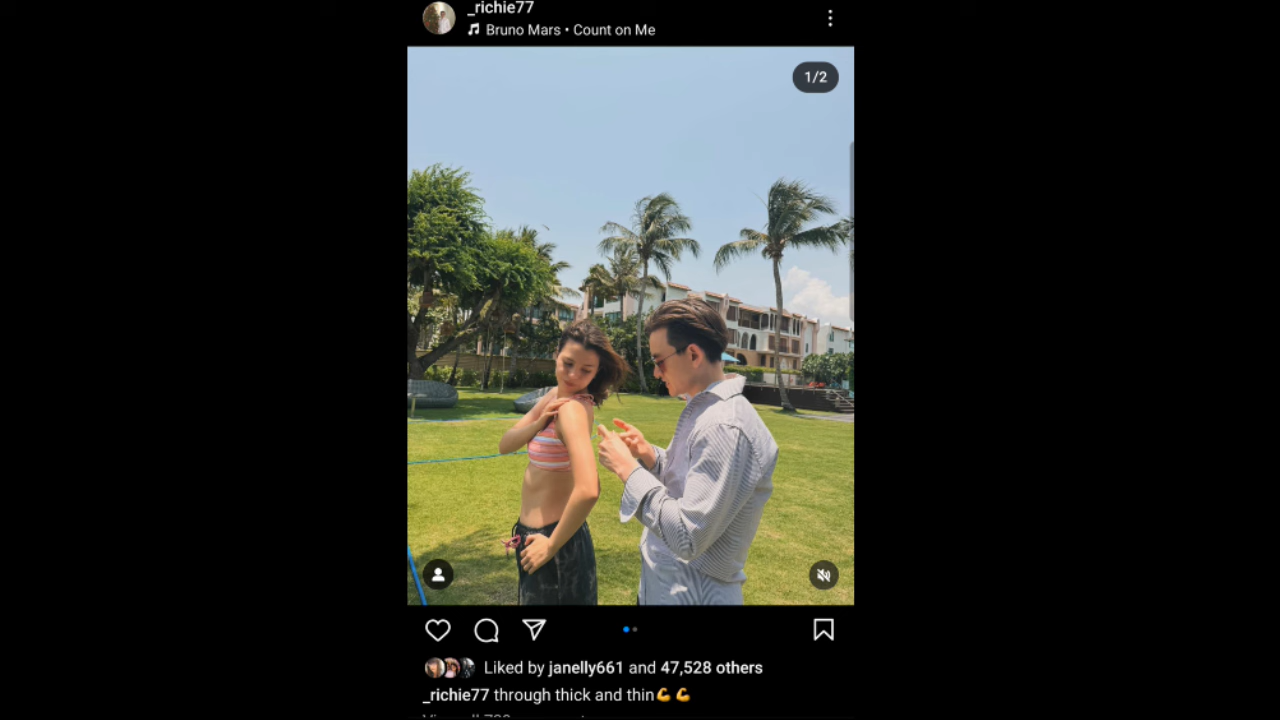 _richie77
Bruno Mars • Count on Me
1/2
Liked by janelly661 and 47,528 others
_richie77 through thick and thin💪 💪